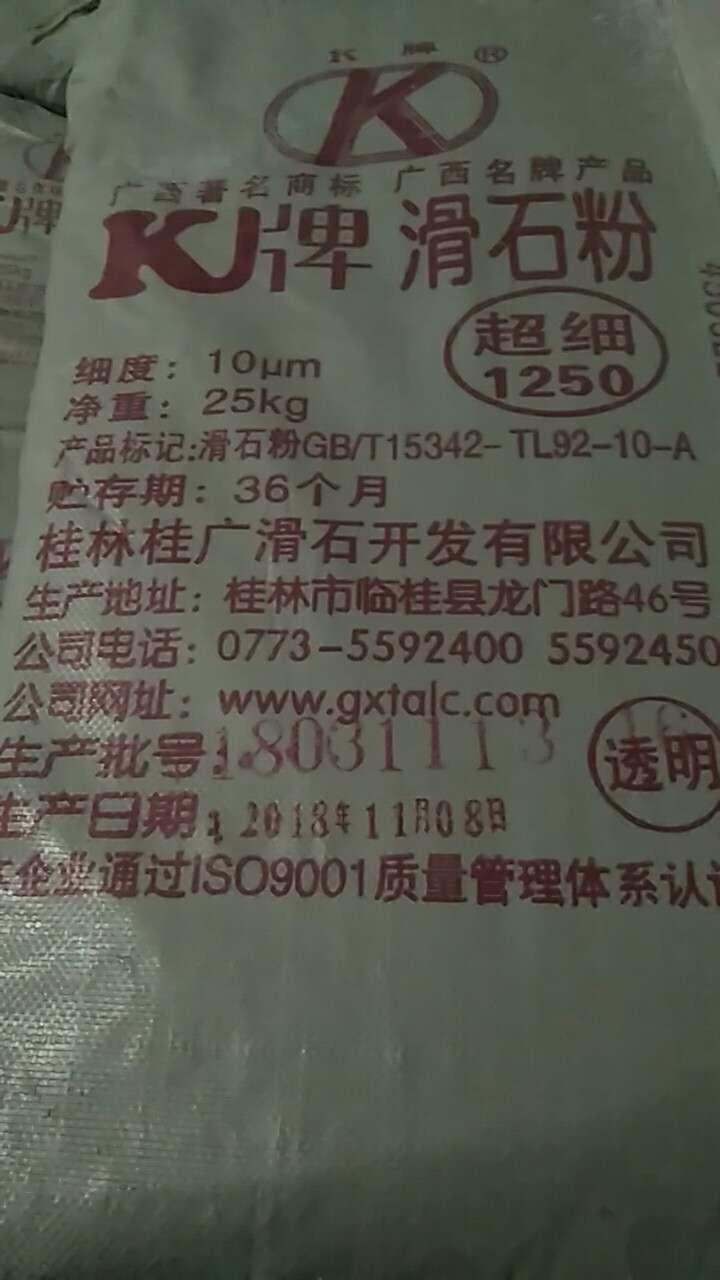 K 牌 ®
K
广西著名商标 广西名牌产品
K牌 滑石粉
超细
1250
细度：10μm
净重：25kg
产品标记:滑石粉GB/T15342-TL92-10-A
贮存期：36个月
桂林桂广滑石开发有限公司
生产地址：桂林市临桂县龙门路46号
公司电话：0773-5592400 5592450
公司网址：www.gxtalc.com
生产批号:
透明
生产日期: 2018年11月08日
企业通过ISO9001质量管理体系认